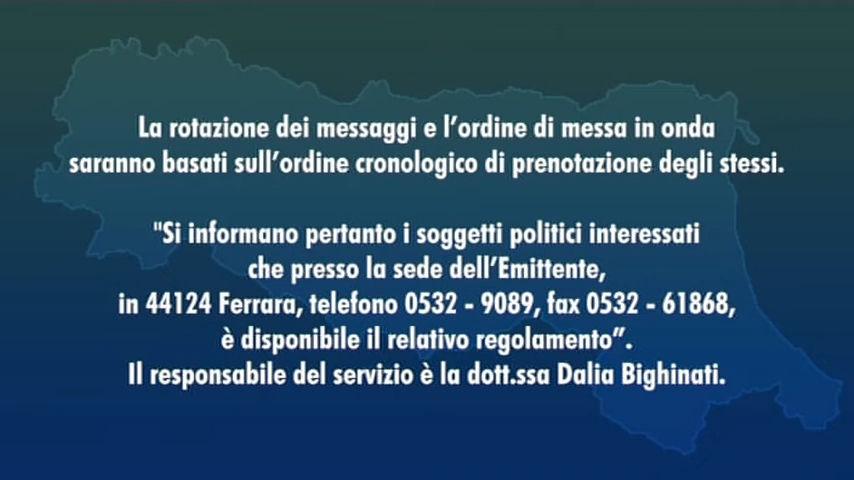 La rotazione dei messaggi e l’ordine di messa in onda
saranno basati sull’ordine cronologico di prenotazione degli stessi.
"Si informano pertanto i soggetti politici interessati
che presso la sede dell’Emittente,
in 44124 Ferrara, telefono 0532 - 9089, fax 0532 - 61868,
è disponibile il relativo regolamento”.
Il responsabile del servizio è la dott.ssa Dalia Bighinati.